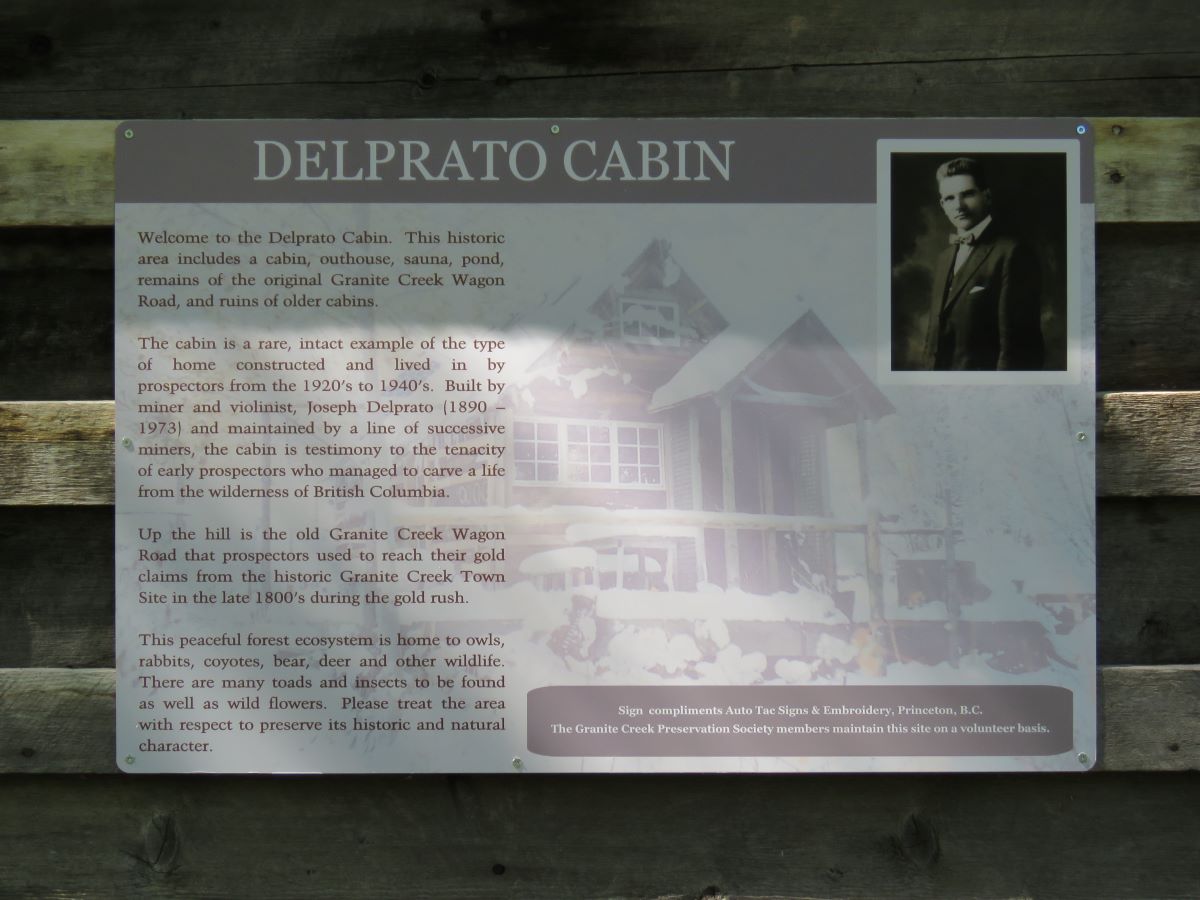 DELPRATO CABIN
Welcome to the Delprato Cabin. This historic
area includes a cabin, outhouse, sauna, pond,
remains of the original Granite Creek Wagon
Road, and ruins of older cabins.
The cabin is a rare, intact example of the type
of home constructed and lived in by
prospectors from the 1920's to 1940's. Built by
miner and violinist, Joseph Delprato (1890 –
1973) and maintained by a line of successive
miners, the cabin is testimony to the tenacity
of early prospectors who managed to carve a life
from the wilderness of British Columbia.
Up the hill is the old Granite Creek Wagon
Road that prospectors used to reach their gold
claims from the historic Granite Creek Town
Site in the late 1800's during the gold rush.
This peaceful forest ecosystem is home to owls,
rabbits, coyotes, bear, deer and other wildlife.
There are many toads and insects to be found
as well as wild flowers. Please treat the area
with respect to preserve its historic and natural
character.
Sign compliments Auto Tac Signs & Embroidery, Princeton, B.C.
The Granite Creek Preservation Society members maintain this site on a volunteer basis.